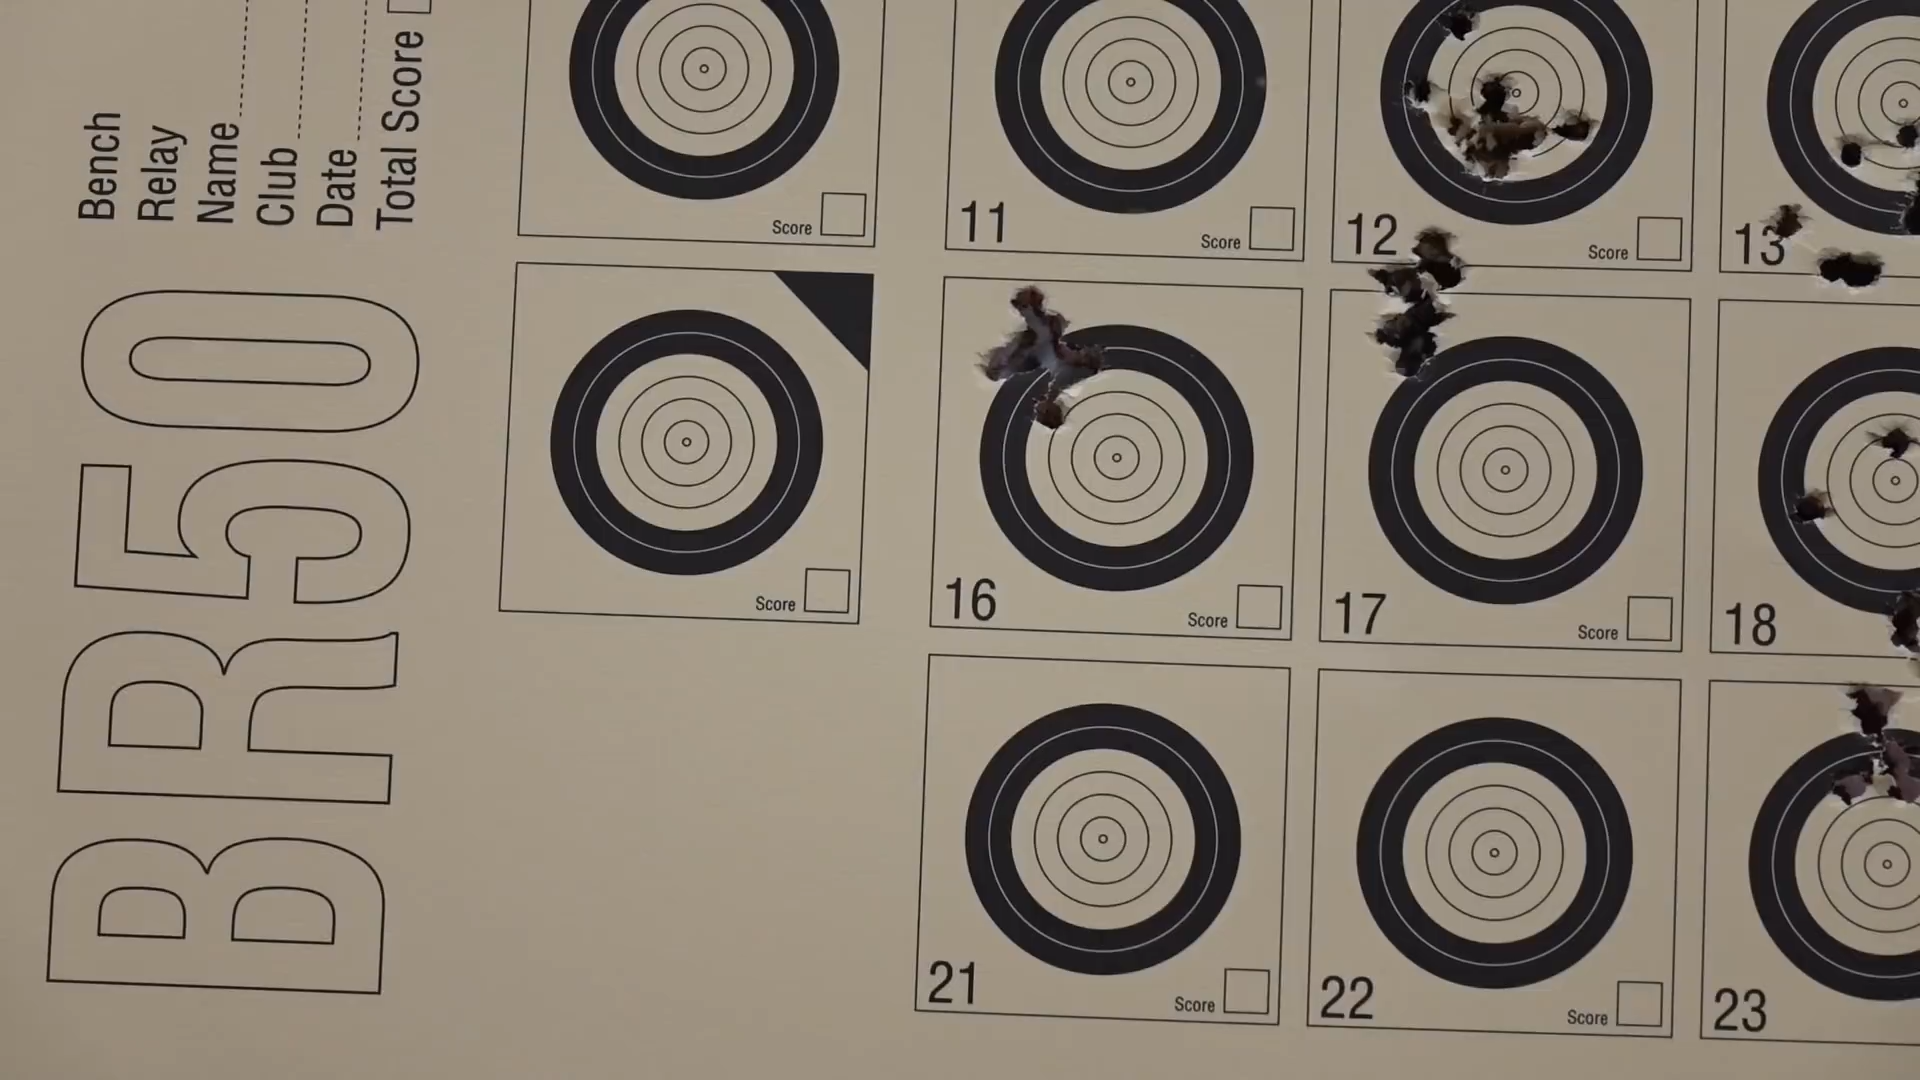 Bench
Relay
Name
Club
Date
Total Score
BR50
Score
11
Score
12
Score
13
Score
16
Score
17
Score
18
21
Score
22
Score
23